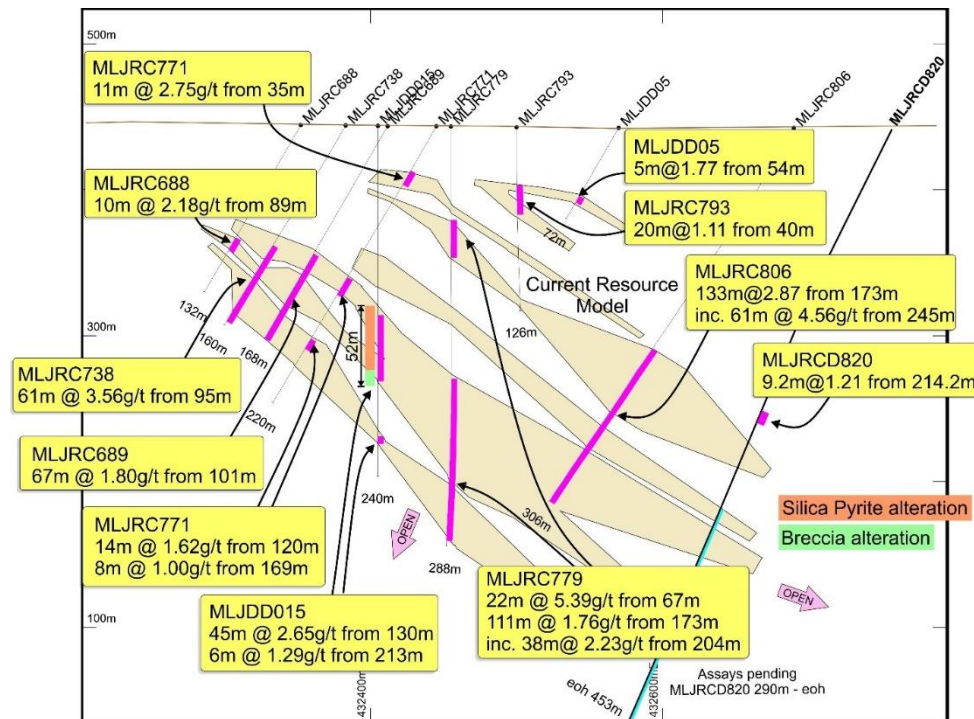 500m
MLJRC771
11m @ 2.75g/t from 35m
MLJRC688
MLJRC738
MLJDD015
MLJRC689
MLJRC771
MLJRC779
MLJRC793
MLJDD05
MLJRC806
MLJRCD820
MLJDD05
5m@1.77 from 54m
MLJRC688
10m @ 2.18g/t from 89m
MLJRC793
20m@1.11 from 40m
72m
MLJRC806
133m@2.87 from 173m
inc. 61m @ 4.56g/t from 245m
Current Resource
Model
132m
300m
126m
160m
52m
168m
MLJRCD820
9.2m@1.21 from 214.2m
MLJRC738
61m @ 3.56g/t from 95m
220m
MLJRC689
67m @ 1.80g/t from 101m
240m
Silica Pyrite alteration
306m
Breccia alteration
MLJRC771
14m @ 1.62g/t from 120m
8m @ 1.00g/t from 169m
OPEN
288m
MLJRC779
22m @ 5.39g/t from 67m
111m @ 1.76g/t from 173m
inc. 38m@ 2.23g/t from 204m
OPEN
MLJDD015
45m @ 2.65g/t from 130m
6m @ 1.29g/t from 213m
100m
432400m
432600m
Assays pending
MLJRCD820 290m - eoh
eoh 453m